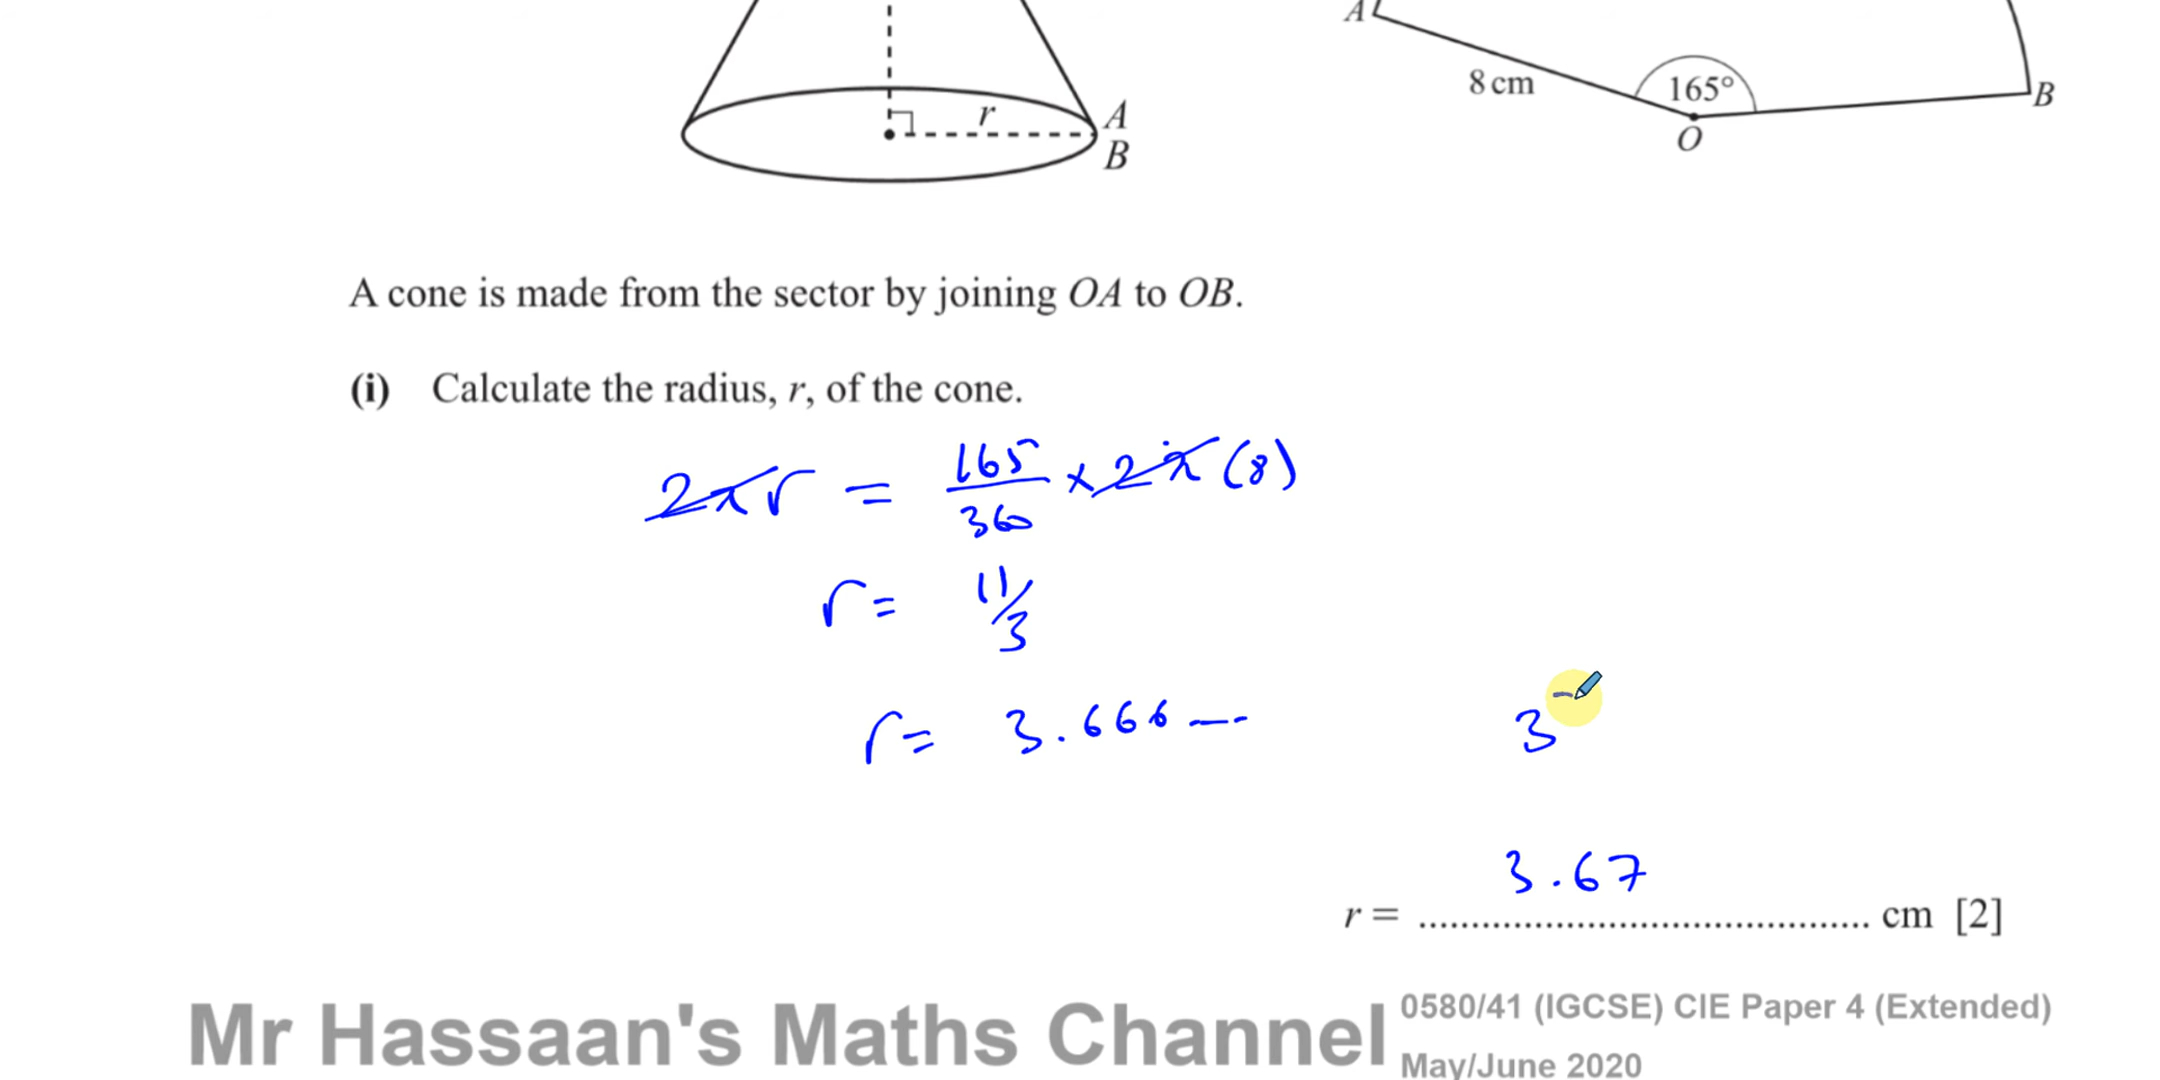 A
8 cm
165°
B
O
r
A
B
A cone is made from the sector by joining OA to OB.
(i) Calculate the radius, r, of the cone.
2πr = 165/360 × 2π(8)
r = 11/3
r = 3.666 ---
3
3.67
r = ........................................ cm [2]
Mr Hassaan's Maths Channel
0580/41 (IGCSE) CIE Paper 4 (Extended)
May/June 2020